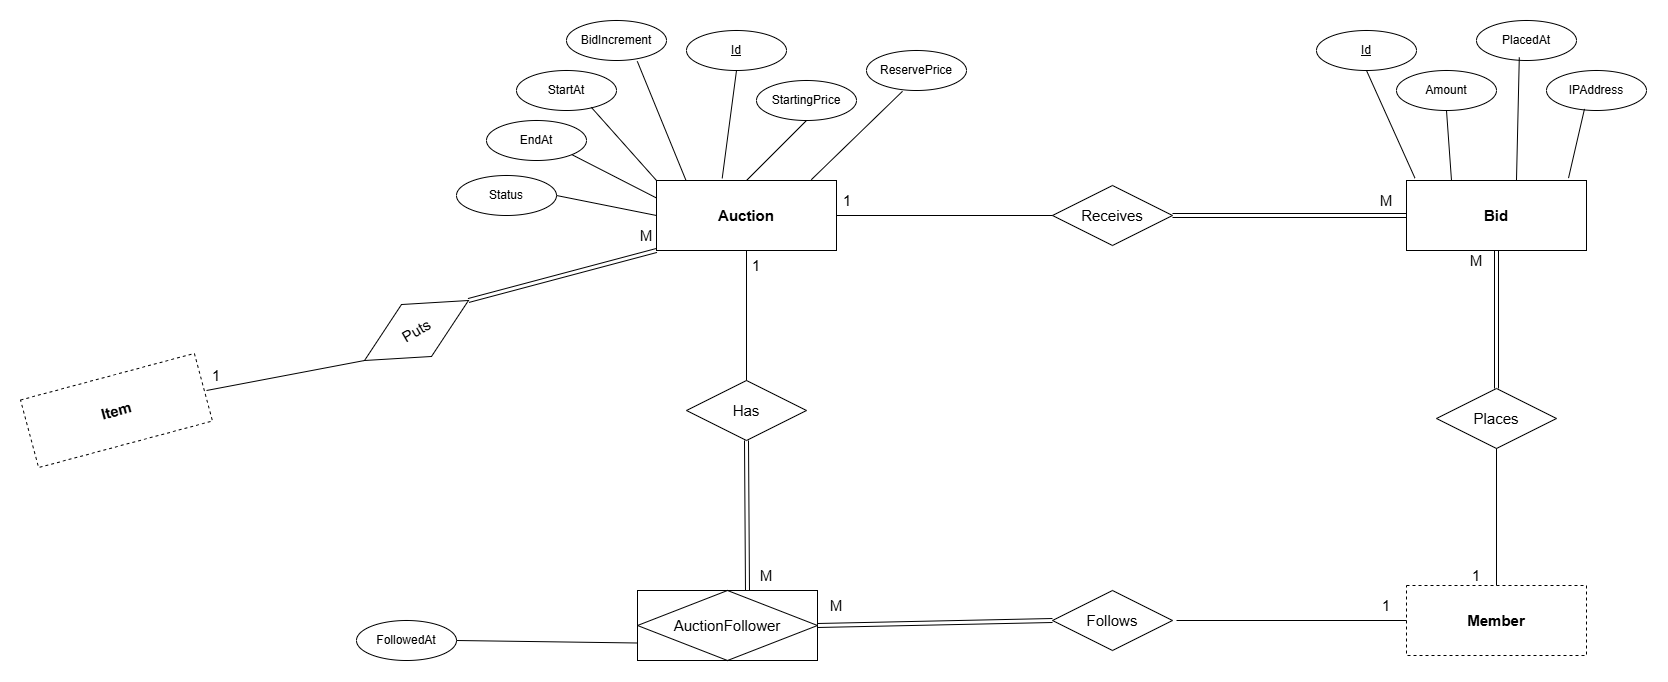 BidIncrement
Id
ReservePrice
StartAt
StartingPrice
EndAt
Status
Id
PlacedAt
Amount
IPAddress
Auction
1
Receives
M
Bid
M
1
M
Puts
1
Item
Has
Places
M
1
FollowedAt
AuctionFollower
M
Follows
1
Member